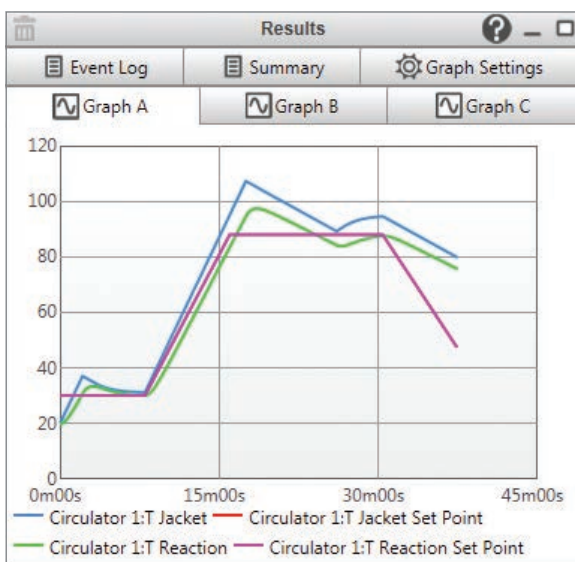 Results
Event Log Summary Graph Settings
Graph A Graph B Graph C
120
100
80
60
40
20
0
0m00s 15m00s 30m00s 45m00s
Circulator 1:T Jacket Circulator 1:T Jacket Set Point
Circulator 1:T Reaction Circulator 1:T Reaction Set Point